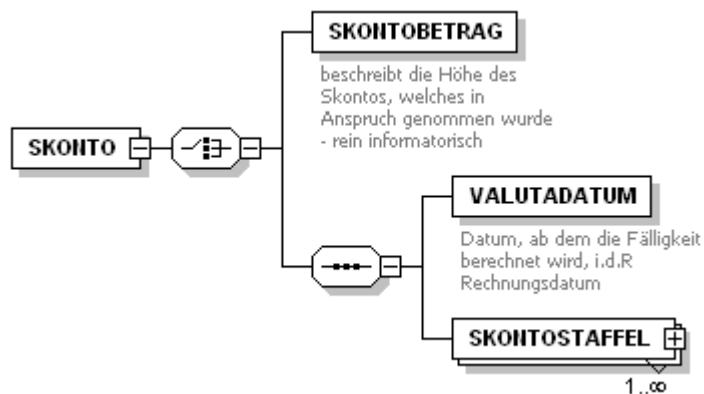 SKONTOBETRAG
beschreibt die Höhe des
Skontos, welches in
Anspruch genommen wurde
- rein informatorisch
SKONTO
VALUTADATUM
Datum, ab dem die Fälligkeit
berechnet wird, i.d.R
Rechnungsdatum
SKONTOSTAFFEL
1..∞